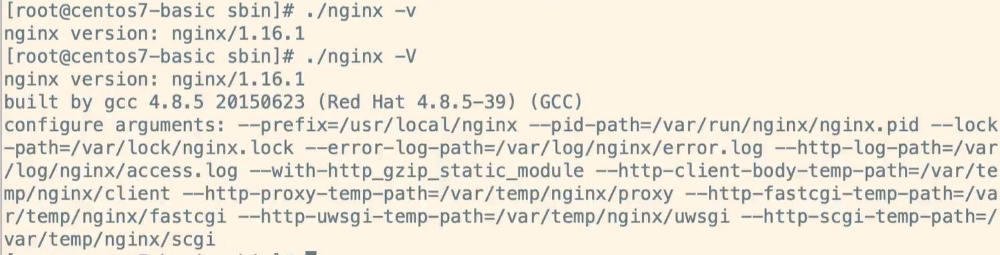 [root@centos7-basic sbin]# ./nginx -v
nginx version: nginx/1.16.1
[root@centos7-basic sbin]# ./nginx -V
nginx version: nginx/1.16.1
built by gcc 4.8.5 20150623 (Red Hat 4.8.5-39) (GCC)
configure arguments: --prefix=/usr/local/nginx --pid-path=/var/run/nginx/nginx.pid --lock
-path=/var/lock/nginx.lock --error-log-path=/var/log/nginx/error.log --http-log-path=/var
/log/nginx/access.log --with-http_gzip_static_module --http-client-body-temp-path=/var/te
mp/nginx/client --http-proxy-temp-path=/var/temp/nginx/proxy --http-fastcgi-temp-path=/va
r/temp/nginx/fastcgi --http-uwsgi-temp-path=/var/temp/nginx/uwsgi --http-scgi-temp-path=/
var/temp/nginx/scgi